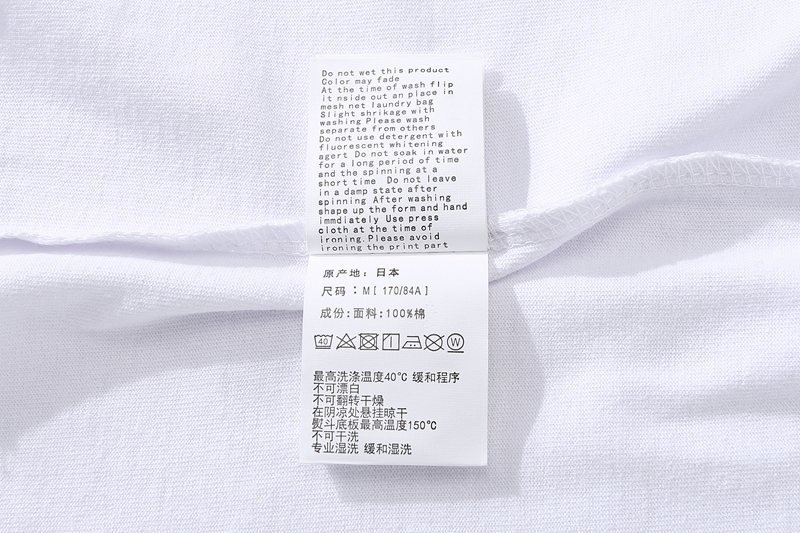 Do not wet this product
Color may fade
At the time of wash flip
it nside out an place in
mesh net laundry bag
Slight shrikage with
washing Please wash
separate from others
Do not use detergent with
fluorescent whitening
agert Do not soak in water
for a long period of time
and the spinning at a
short time Do not leave
in a damp state after
spinning After washing
shape up the form and hand
immdiately Use press
cloth at the time of
ironing.Please avoid
ironing the print part
原产地：日本
尺码：M[ 170/84A ]
成份:面料:100%棉
40 W
最高洗涤温度40℃ 缓和程序
不可漂白
不可翻转干燥
在阴凉处悬挂晾干
熨斗底板最高温度150℃
不可干洗
专业湿洗 缓和湿洗